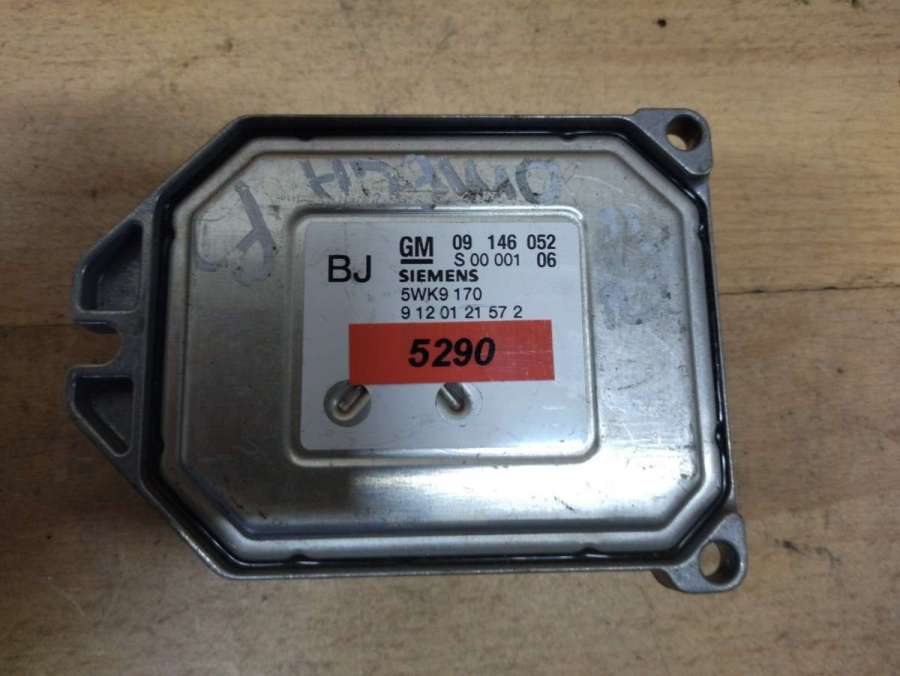 BJ
GM 09 146 052
S 00 001 06
SIEMENS
5WK9 170
9 12 01 21 57 2
5290